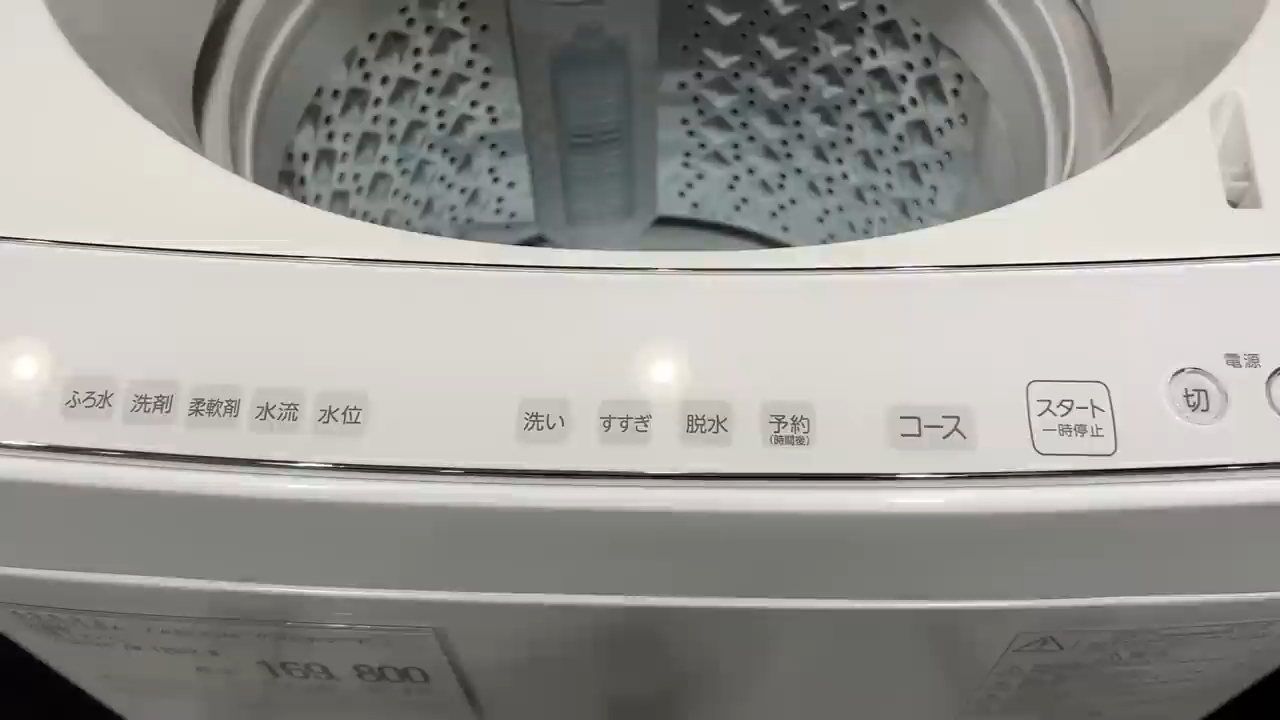 電源
ふろ水 洗剤 柔軟剤 水流 水位 洗い すすぎ 脱水 予約 コース スタート 切
(時間後) 一時停止
169,800